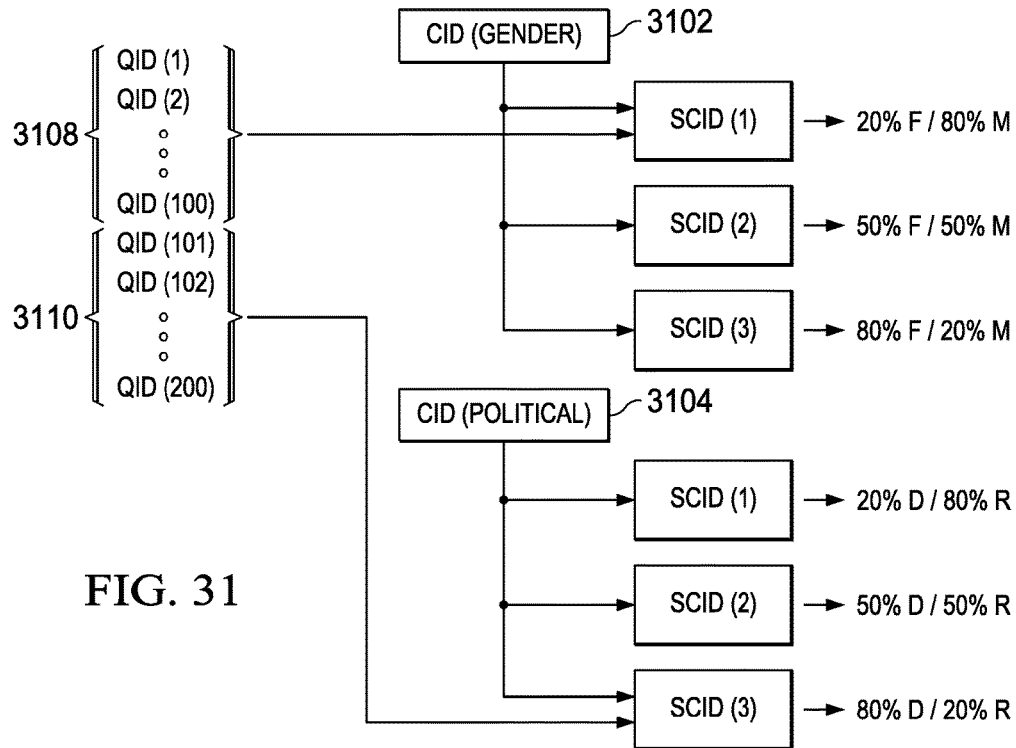 3108
QID (1)
QID (2)
QID (100)
3110
QID (101)
QID (102)
QID (200)
CID (GENDER)
3102
SCID (1)
20% F / 80% M
SCID (2)
50% F / 50% M
SCID (3)
80% F / 20% M
CID (POLITICAL)
3104
SCID (1)
20% D / 80% R
SCID (2)
50% D / 50% R
SCID (3)
80% D / 20% R
FIG. 31